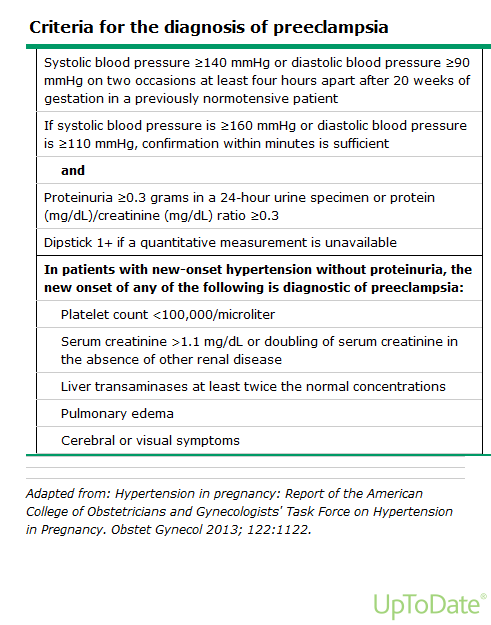 Criteria for the diagnosis of preeclampsia
Systolic blood pressure ≥140 mmHg or diastolic blood pressure ≥90
mmHg on two occasions at least four hours apart after 20 weeks of
gestation in a previously normotensive patient
If systolic blood pressure is ≥160 mmHg or diastolic blood pressure
is ≥110 mmHg, confirmation within minutes is sufficient
and
Proteinuria ≥0.3 grams in a 24-hour urine specimen or protein
(mg/dL)/creatinine (mg/dL) ratio ≥0.3
Dipstick 1+ if a quantitative measurement is unavailable
In patients with new-onset hypertension without proteinuria, the
new onset of any of the following is diagnostic of preeclampsia:
Platelet count <100,000/microliter
Serum creatinine >1.1 mg/dL or doubling of serum creatinine in
the absence of other renal disease
Liver transaminases at least twice the normal concentrations
Pulmonary edema
Cerebral or visual symptoms
Adapted from: Hypertension in pregnancy: Report of the American
College of Obstetricians and Gynecologists' Task Force on Hypertension
in Pregnancy. Obstet Gynecol 2013; 122:1122.
UpToDate®